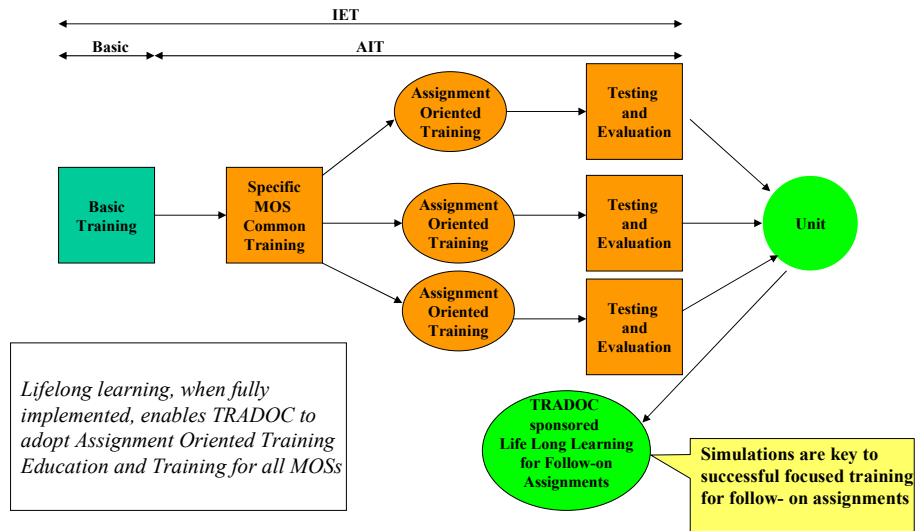 IET
Basic
AIT
Assignment
Oriented
Training
Testing
and
Evaluation
Basic
Training
Specific
MOS
Common
Training
Assignment
Oriented
Training
Testing
and
Evaluation
Unit
Assignment
Oriented
Training
Testing
and
Evaluation
Lifelong learning, when fully
implemented, enables TRADOC to
adopt Assignment Oriented Training
Education and Training for all MOSs
TRADOC
sponsored
Life Long Learning
for Follow-on
Assignments
Simulations are key to
successful focused training
for follow- on assignments